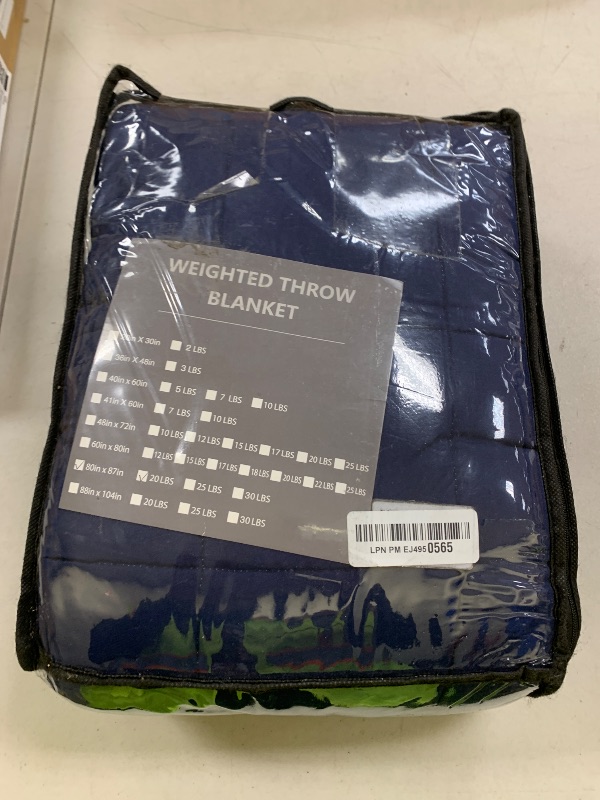 WEIGHTED THROW
BLANKET
X 30in 2 LBS
36in X 48in 3 LBS
40in x 60in 5 LBS 7 LBS 10 LBS
41in X 60in 7 LBS 10 LBS
48in x 72in 10 LBS 12 LBS 15 LBS 17 LBS 20 LBS 25 LBS
60in x 80in 12 LBS 15 LBS 17 LBS 18 LBS 20 LBS 22 LBS 25 LBS
80in x 87in 20 LBS 25 LBS 30 LBS
88in x 104in 20 LBS 25 LBS 30 LBS
LPN PM EJ4950565